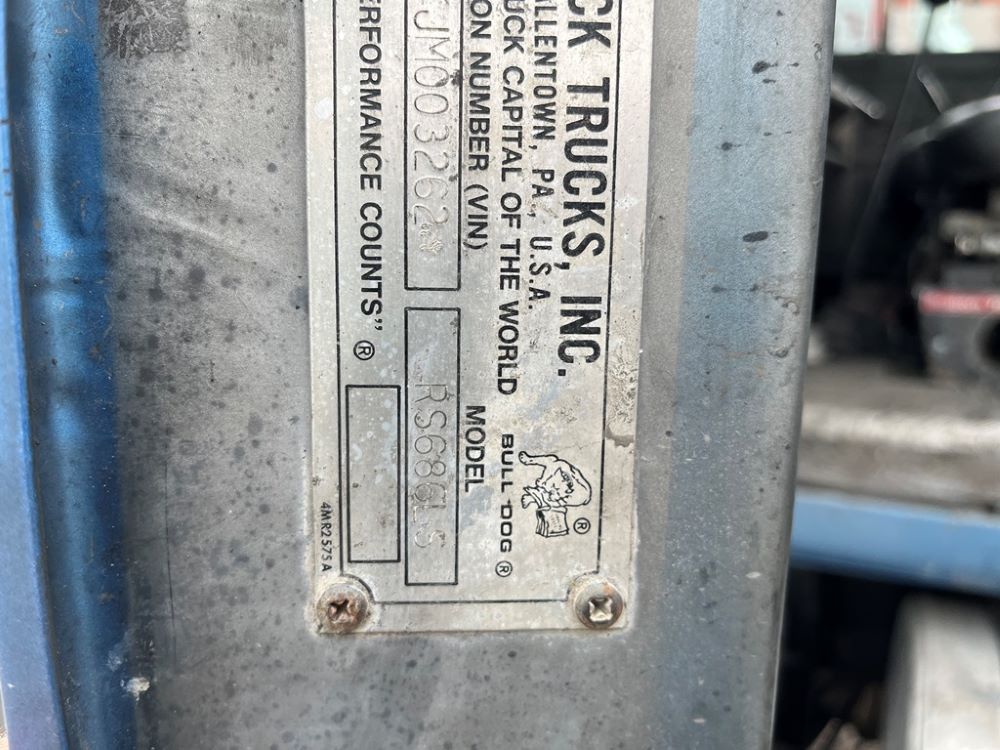 CK TRUCKS, INC.
ALLENTOWN, PA., U.S.A.
UCK CAPITAL OF THE WORLD
BULL DOG ®
®
ON NUMBER (VIN)
MODEL
JM003262
RS686LS
ERFORMANCE COUNTS" ®
4MR2575A